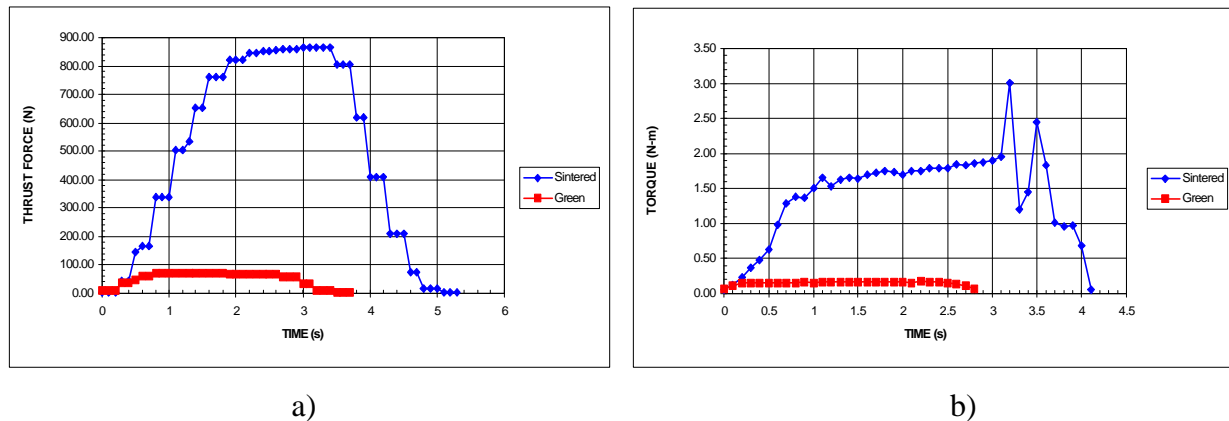 900.00
800.00
700.00
600.00
500.00
400.00
300.00
200.00
100.00
0.00
THRUST FORCE (N)
0 1 2 3 4 5 6
TIME (s)
Sintered
Green
a)
3.50
3.00
2.50
2.00
1.50
1.00
0.50
0.00
TORQUE (N-m)
0 0.5 1 1.5 2 2.5 3 3.5 4 4.5
TIME (s)
Sintered
Green
b)